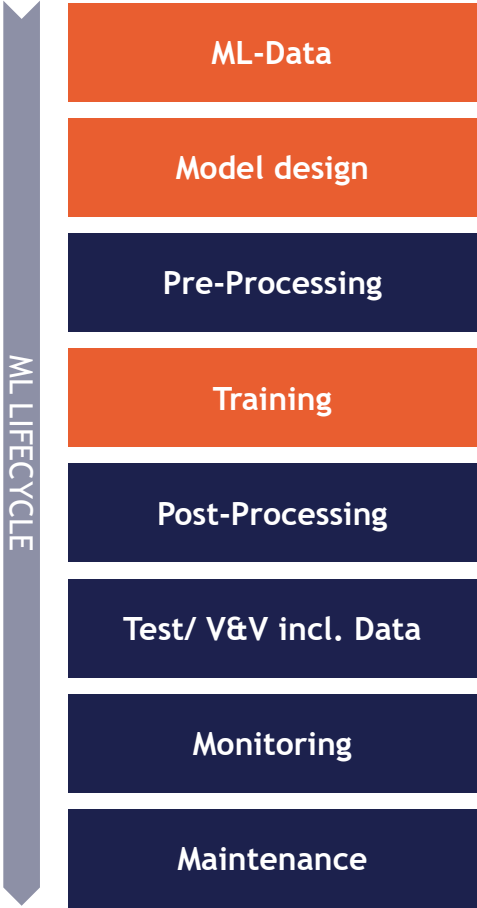 ML-Data
Model design
Pre-Processing
Training
Post-Processing
Test/ V&V incl. Data
Monitoring
Maintenance
ML LIFECYCLE